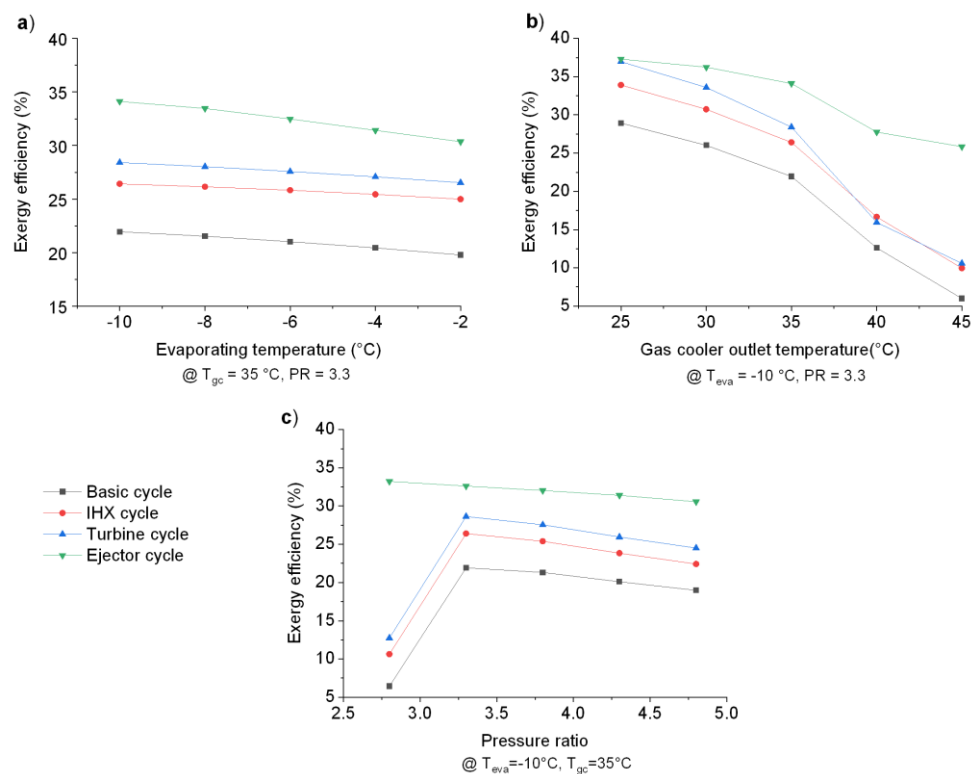 a)
40
35
30
25
20
15
Exergy efficiency (%)
-10 -8 -6 -4 -2
Evaporating temperature (°C)
@ Tgc = 35 °C, PR = 3.3
b)
40
35
30
25
20
15
10
5
Exergy efficiency (%)
25 30 35 40 45
Gas cooler outlet temperature(°C)
@ Teva = -10 °C, PR = 3.3
Basic cycle
IHX cycle
Turbine cycle
Ejector cycle
c)
40
35
30
25
20
15
10
5
Exergy efficiency (%)
2.5 3.0 3.5 4.0 4.5 5.0
Pressure ratio
@ Teva=-10°C, Tgc=35°C